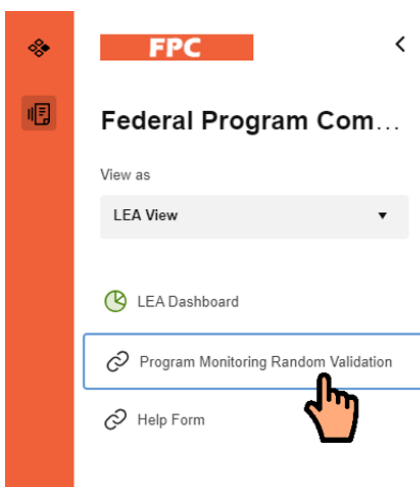 FPC
Federal Program Com...
View as
LEA View
LEA Dashboard
Program Monitoring Random Validation
Help Form